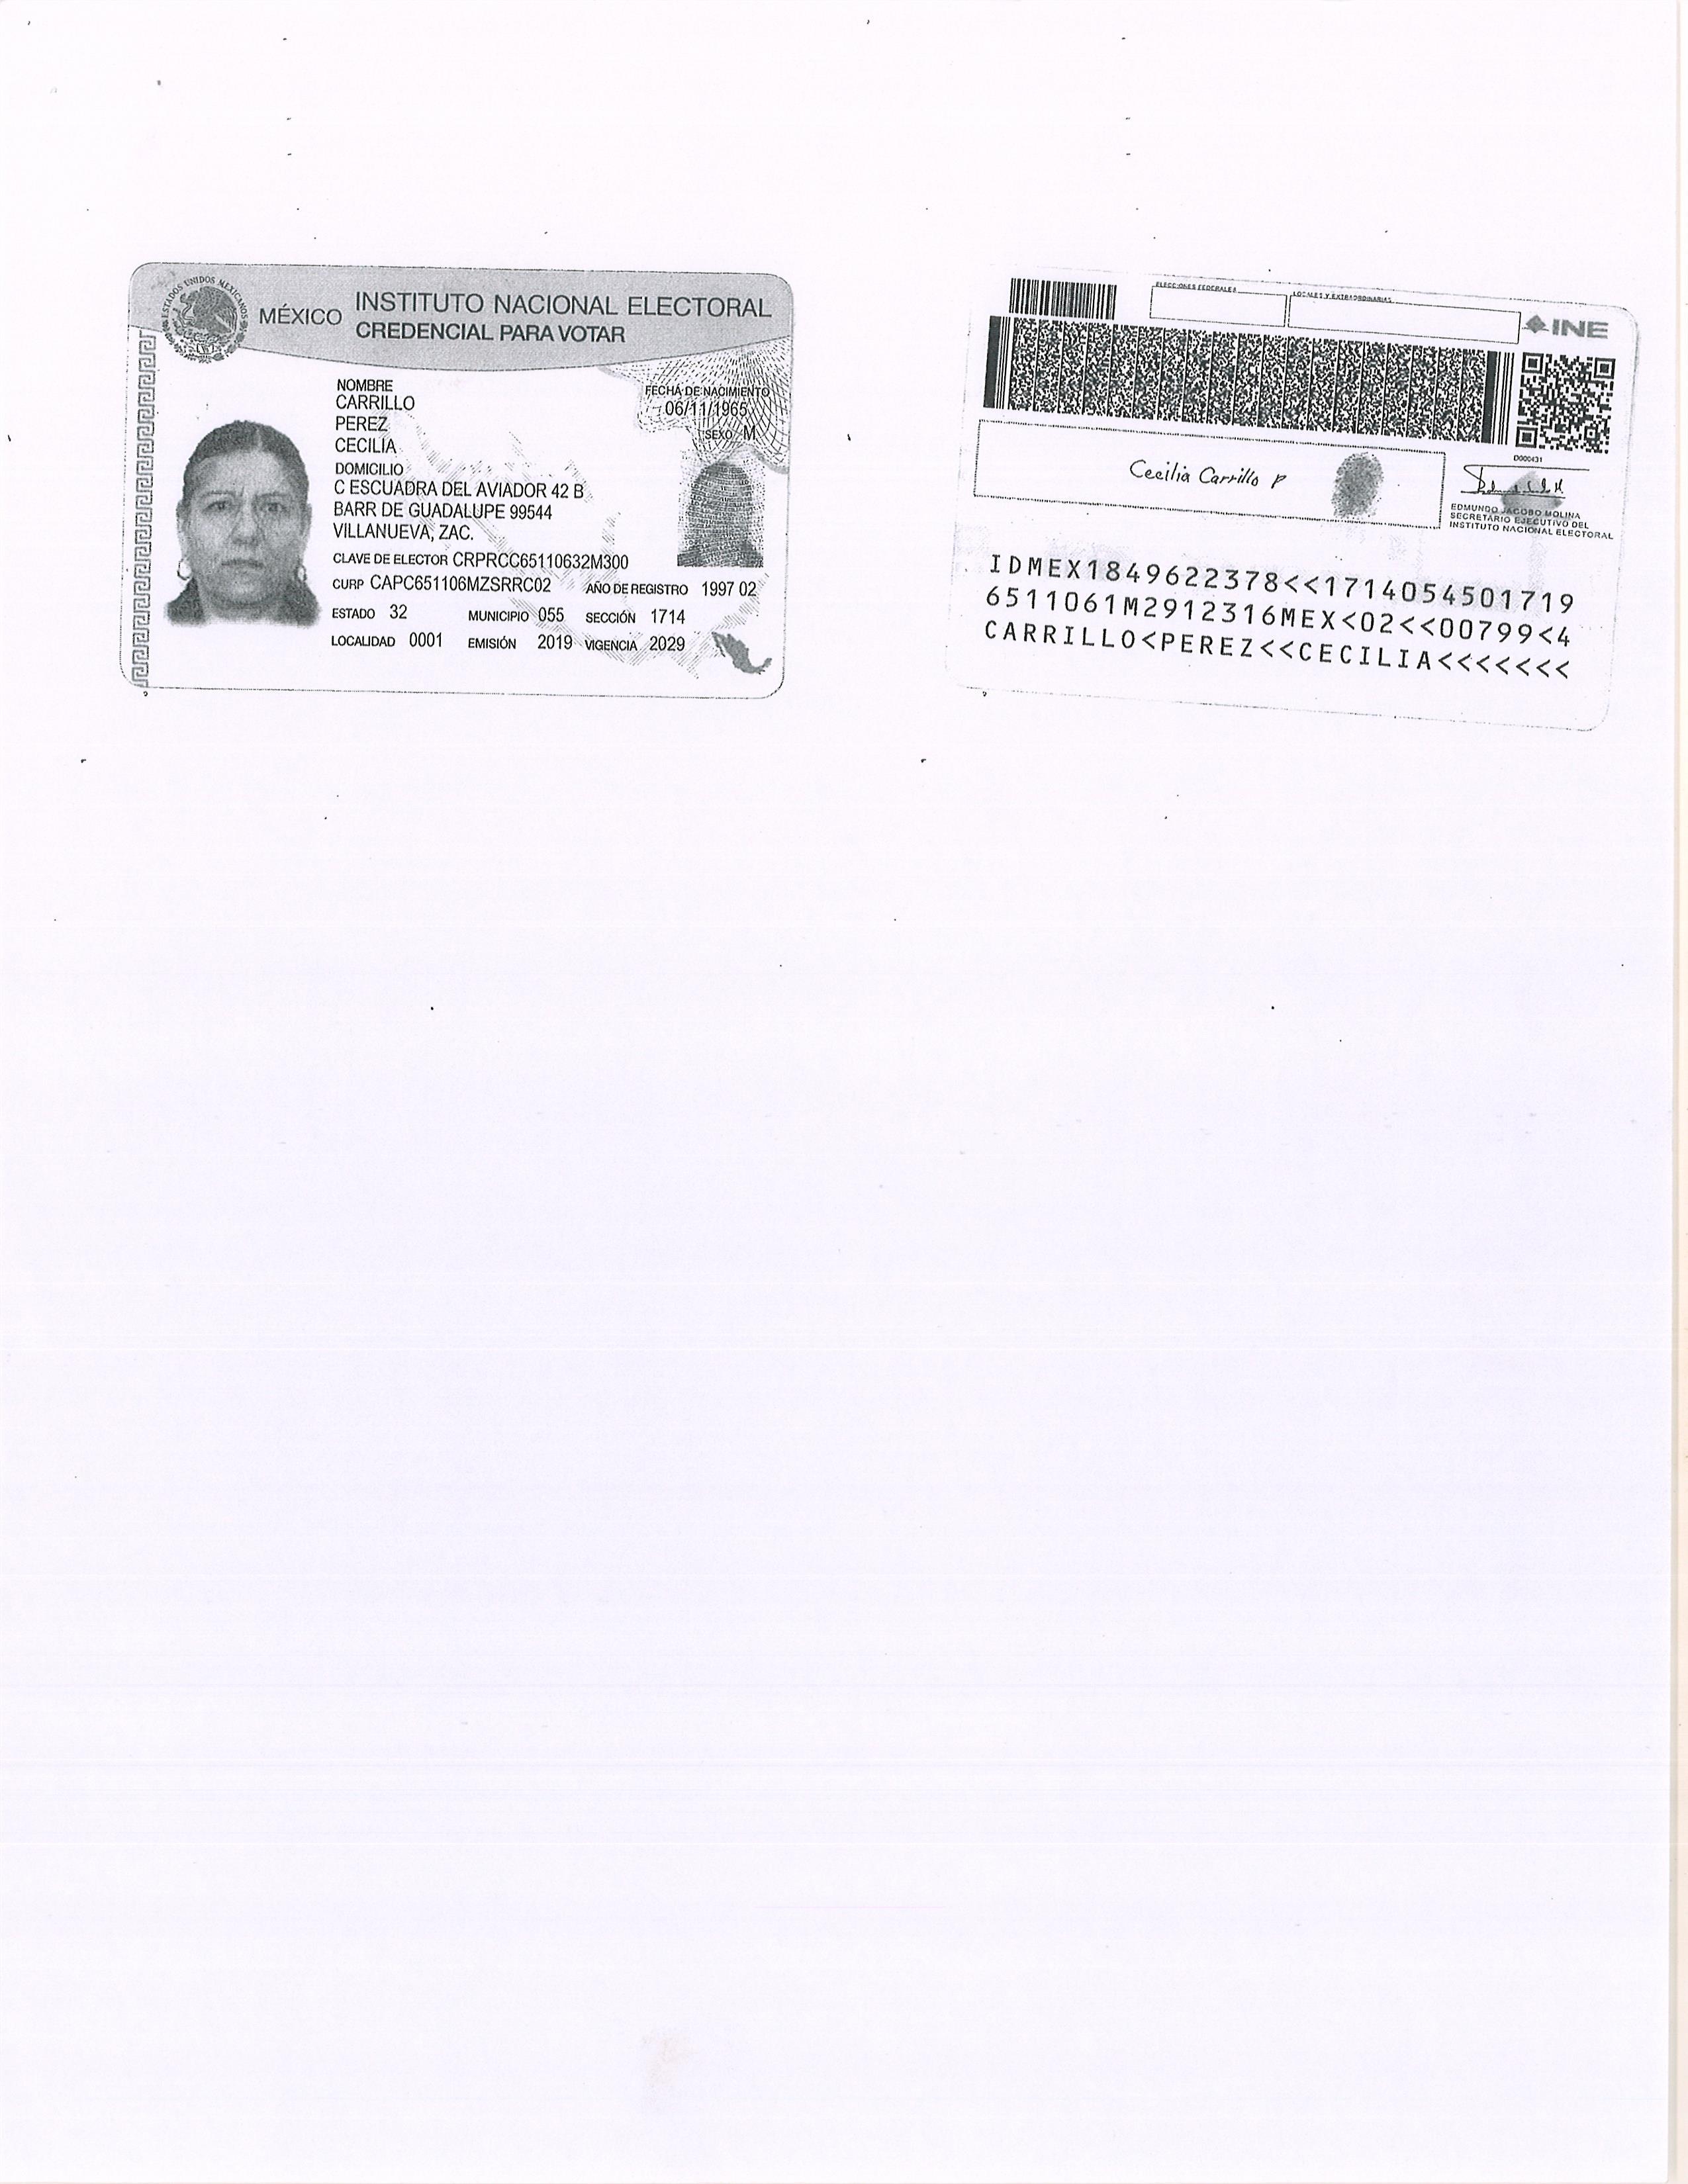 ESTADOS UNIDOS MEXICANOS
MÉXICO
INSTITUTO NACIONAL ELECTORAL
CREDENCIAL PARA VOTAR
NOMBRE
CARRILLO
PEREZ
CECILIA
FECHA DE NACIMIENTO
06/11/1965
SEXO M
DOMICILIO
C ESCUADRA DEL AVIADOR 42 B
BARR DE GUADALUPE 99544
VILLANUEVA, ZAC.
CLAVE DE ELECTOR CRPRCC65110632M300
CURP CAPC651106MZSRRC02 AÑO DE REGISTRO 1997 02
ESTADO 32 MUNICIPIO 055 SECCIÓN 1714
LOCALIDAD 0001 EMISIÓN 2019 VIGENCIA 2029
ELECCIONES FEDERALES
LOCALES Y EXTRAORDINARIAS
INE
D000431
Cecilia Carrillo P
EDMUNDO JACOBO MOLINA
SECRETARIO EJECUTIVO DEL
INSTITUTO NACIONAL ELECTORAL
IDMEX1849622378<<1714054501719
6511061M2912316MEX<02<<00799<4
CARRILLO<PEREZ<<CECILIA<<<<<<<